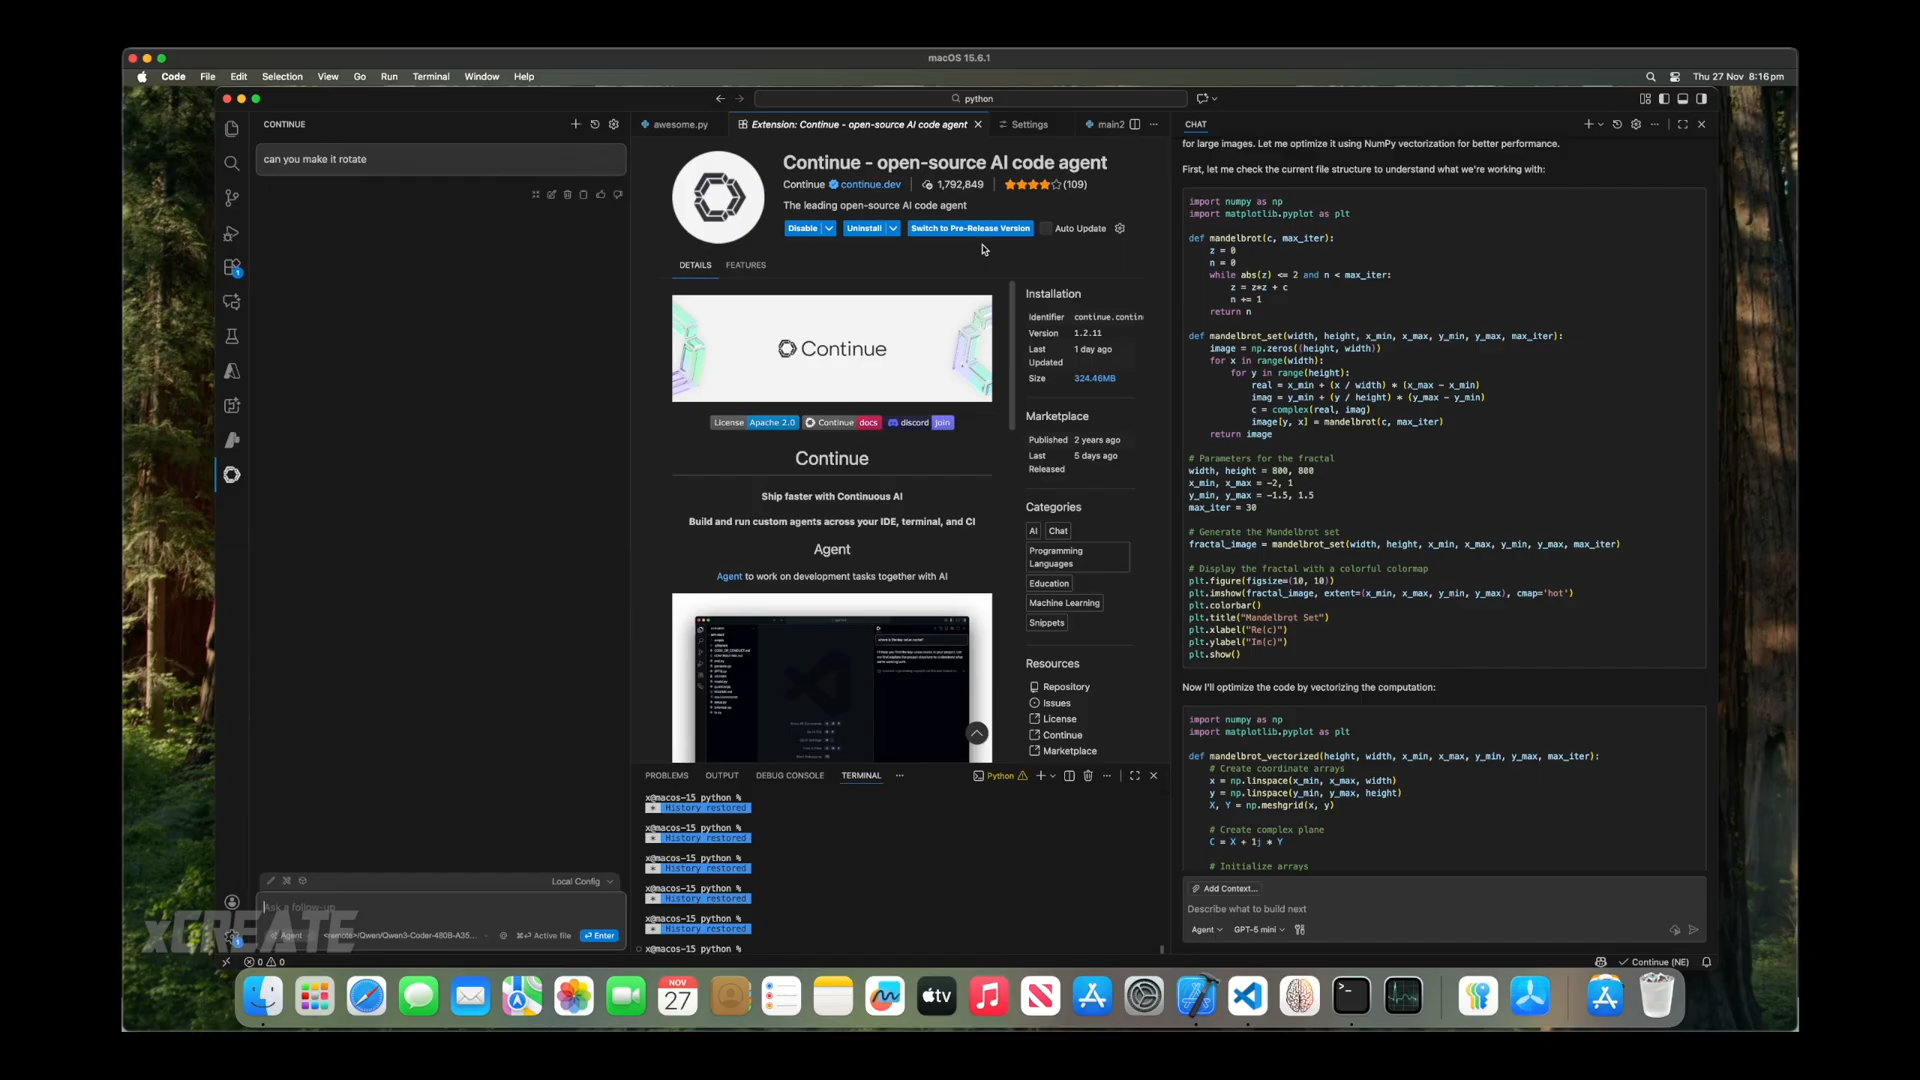 macOS 15.6.1
Code File Edit Selection View Go Run Terminal Window Help
Thu 27 Nov 8:16pm
python
CONTINUE
can you make it rotate
Local Config
Ask a follow-up
Agent <remote>/Qwen/Qwen3-Coder-480B-A35... Active file Enter
xCREATE
awesome.py
Extension: Continue - open-source AI code agent
Settings
main2
Continue - open-source AI code agent
Continue continue.dev 1,792,849 (109)
The leading open-source AI code agent
Disable Uninstall Switch to Pre-Release Version Auto Update
DETAILS FEATURES
Continue
License Apache 2.0 Continue docs discord join
Continue
Ship faster with Continuous AI
Build and run custom agents across your IDE, terminal, and CI
Agent
Agent to work on development tasks together with AI
Installation
Identifier continue.contin
Version 1.2.11
Last Updated 1 day ago
Size 324.46MB
Marketplace
Published 2 years ago
Last Released 5 days ago
Categories
AI Chat
Programming Languages
Education
Machine Learning
Snippets
Resources
Repository
Issues
License
Continue
Marketplace
PROBLEMS OUTPUT DEBUG CONSOLE TERMINAL
Python
x@macos-15 python %
* History restored
x@macos-15 python %
* History restored
x@macos-15 python %
* History restored
x@macos-15 python %
* History restored
x@macos-15 python %
* History restored
x@macos-15 python %
CHAT
for large images. Let me optimize it using NumPy vectorization for better performance.
First, let me check the current file structure to understand what we're working with:
import numpy as np
import matplotlib.pyplot as plt
def mandelbrot(c, max_iter):
z = 0
n = 0
while abs(z) <= 2 and n < max_iter:
z = z*z + c
n += 1
return n
def mandelbrot_set(width, height, x_min, x_max, y_min, y_max, max_iter):
image = np.zeros((height, width))
for x in range(width):
for y in range(height):
real = x_min + (x / width) * (x_max - x_min)
imag = y_min + (y / height) * (y_max - y_min)
c = complex(real, imag)
image[y, x] = mandelbrot(c, max_iter)
return image
# Parameters for the fractal
width, height = 800, 800
x_min, x_max = -2, 1
y_min, y_max = -1.5, 1.5
max_iter = 30
# Generate the Mandelbrot set
fractal_image = mandelbrot_set(width, height, x_min, x_max, y_min, y_max, max_iter)
# Display the fractal with a colorful colormap
plt.figure(figsize=(10, 10))
plt.imshow(fractal_image, extent=(x_min, x_max, y_min, y_max), cmap='hot')
plt.colorbar()
plt.title("Mandelbrot Set")
plt.xlabel("Re(c)")
plt.ylabel("Im(c)")
plt.show()
Now I'll optimize the code by vectorizing the computation:
import numpy as np
import matplotlib.pyplot as plt
def mandelbrot_vectorized(height, width, x_min, x_max, y_min, y_max, max_iter):
# Create coordinate arrays
x = np.linspace(x_min, x_max, width)
y = np.linspace(y_min, y_max, height)
X, Y = np.meshgrid(x, y)
# Create complex plane
C = X + 1j * Y
# Initialize arrays
Add Context...
Describe what to build next
Agent GPT-5 mini
0 0
Continue (NE)
NOV
27
tv